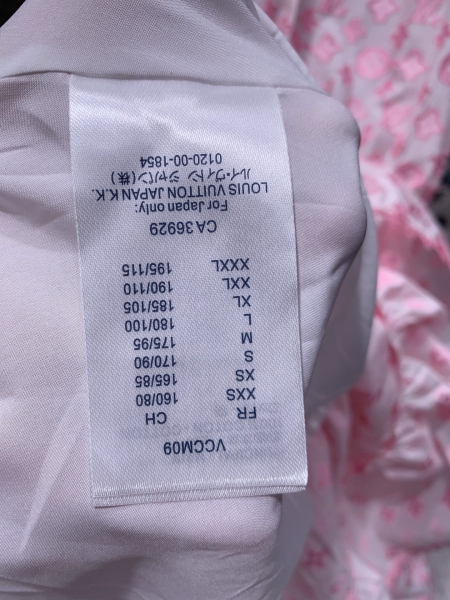 VCCM09
FR CH
XXS 160/80
XS 165/85
S 170/90
M 175/95
L 180/100
XL 185/105
XXL 190/110
XXXL 195/115
CA36929
For Japan only:
LOUIS VUITTON JAPAN K.K.
ルイ・ヴィトン ジャパン(株)
0120-00-1854